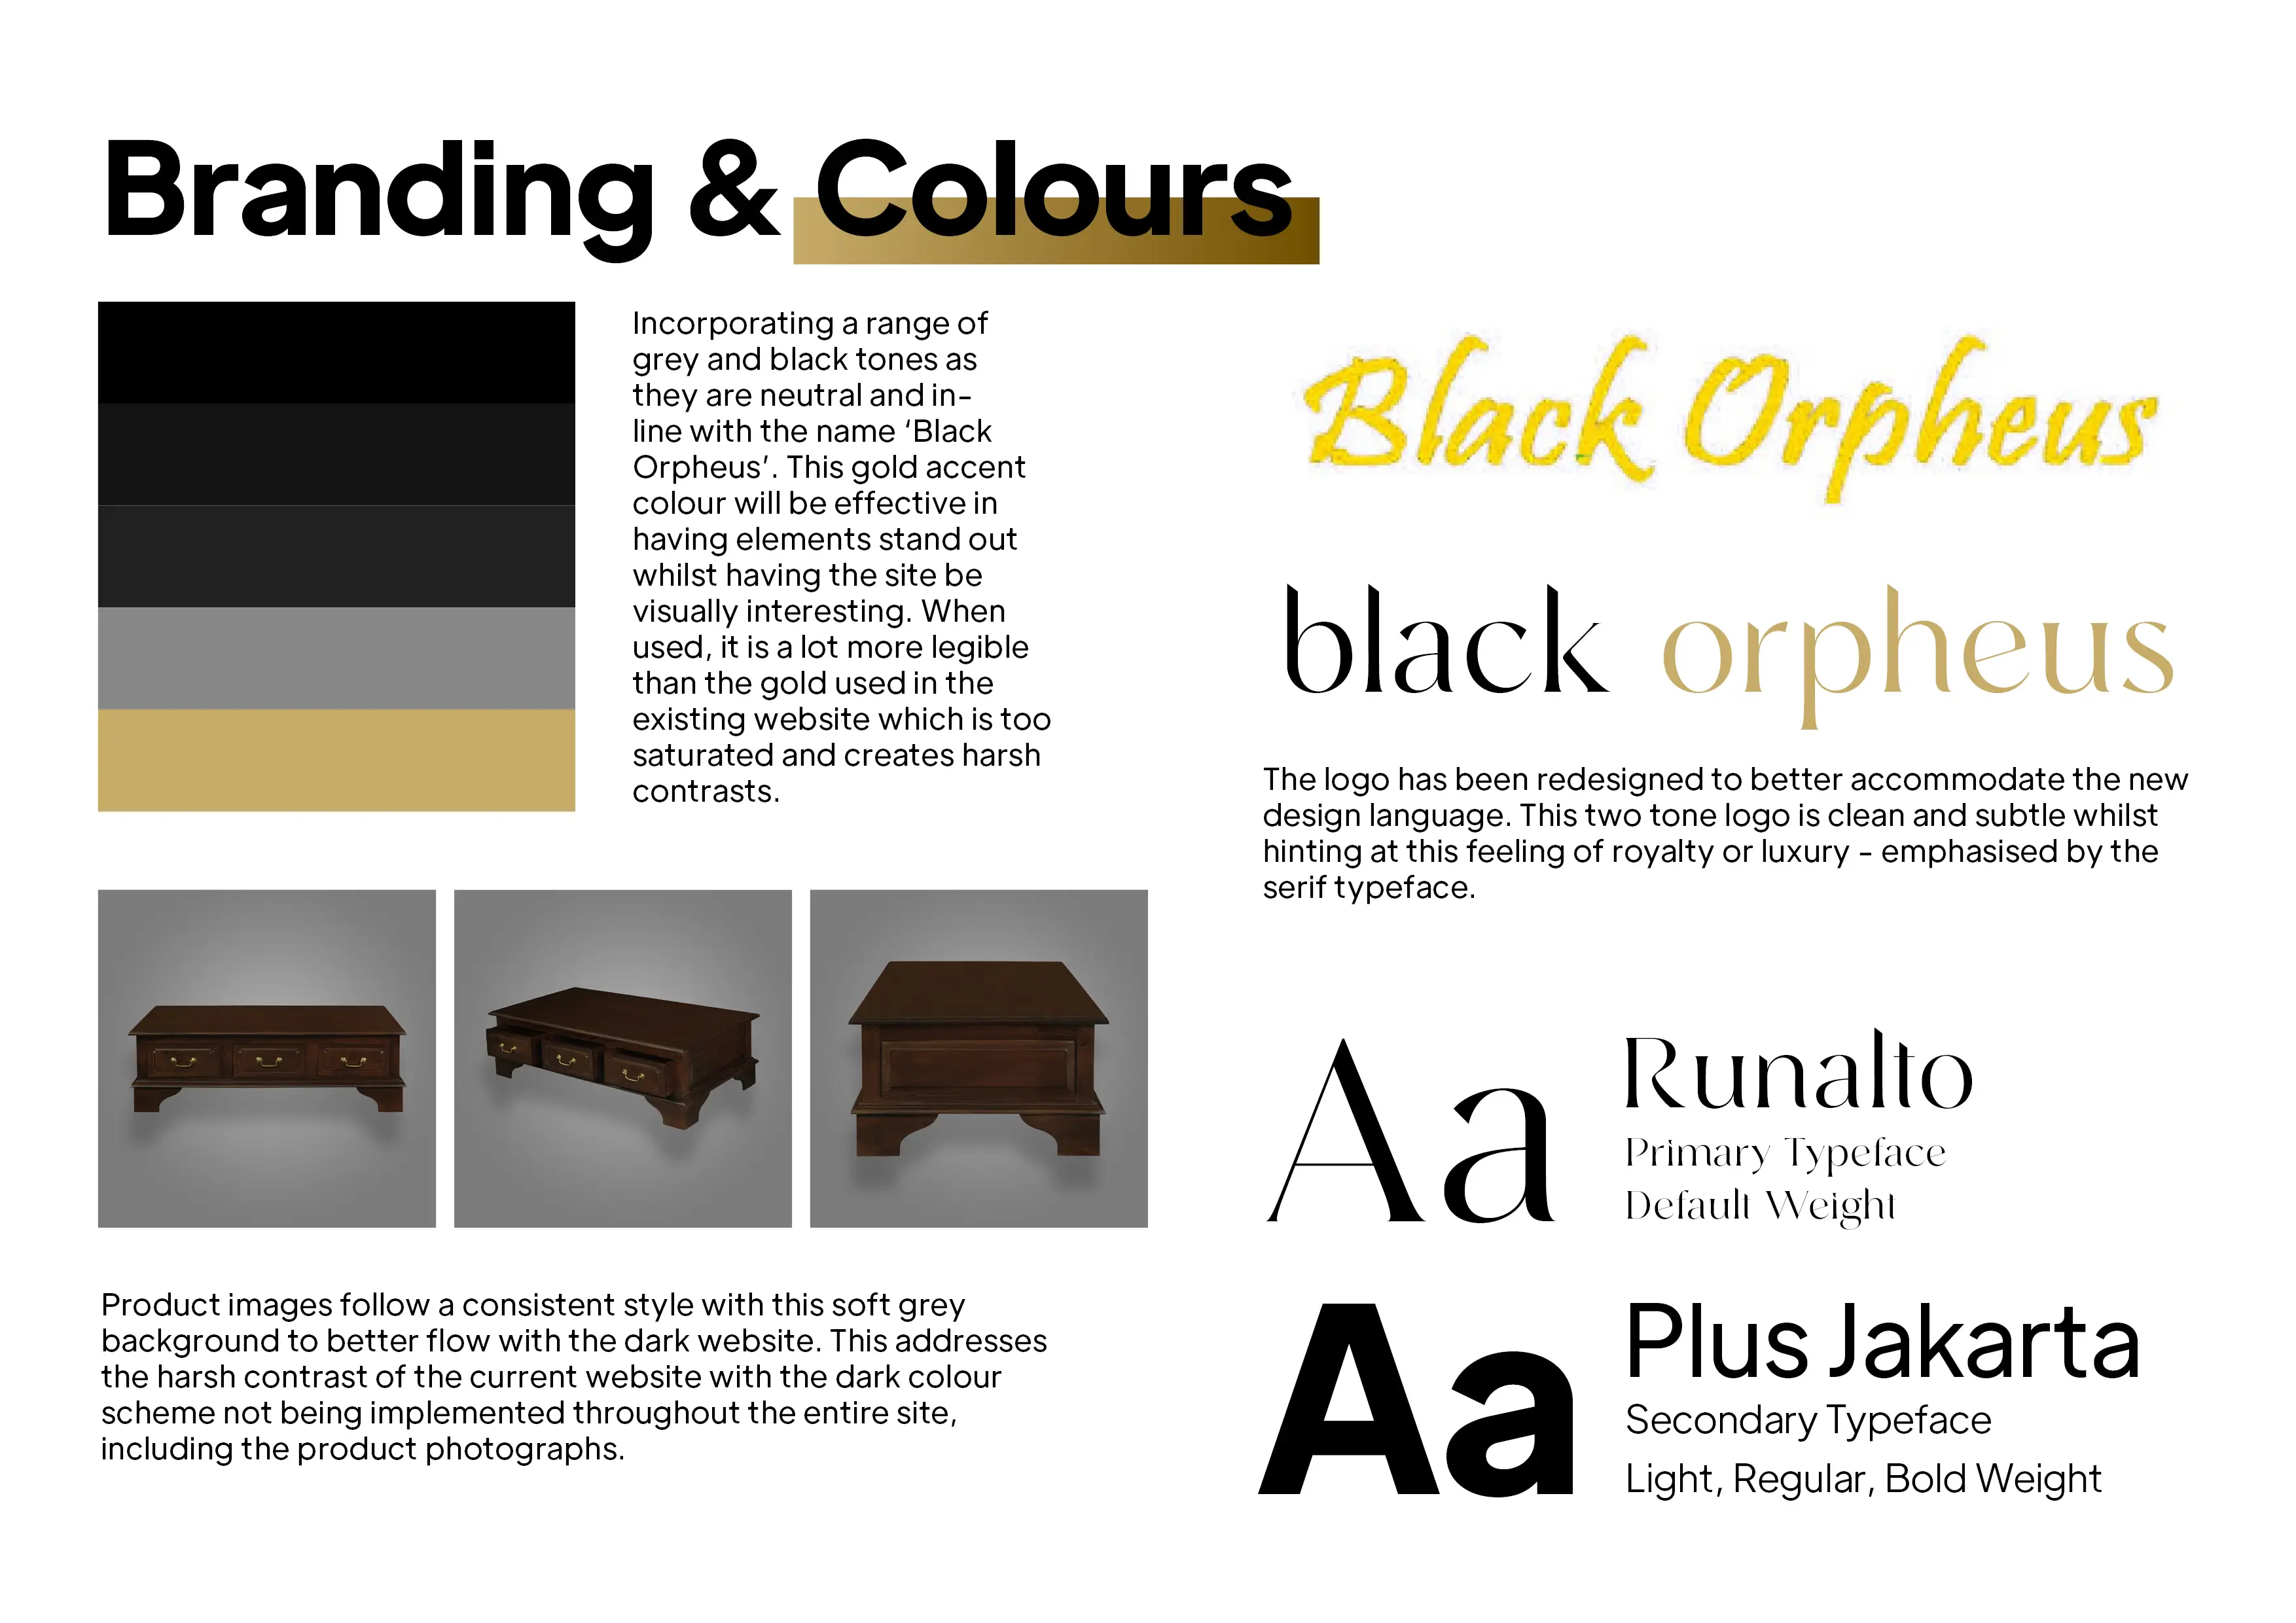 Branding & Colours
Incorporating a range of
grey and black tones as
they are neutral and in-
line with the name ‘Black
Orpheus’. This gold accent
colour will be effective in
having elements stand out
whilst having the site be
visually interesting. When
used, it is a lot more legible
than the gold used in the
existing website which is too
saturated and creates harsh
contrasts.
Product images follow a consistent style with this soft grey
background to better flow with the dark website. This addresses
the harsh contrast of the current website with the dark colour
scheme not being implemented throughout the entire site,
including the product photographs.
Black Orpheus
black orpheus
The logo has been redesigned to better accommodate the new
design language. This two tone logo is clean and subtle whilst
hinting at this feeling of royalty or luxury - emphasised by the
serif typeface.
Aa
Runalto
Primary Typeface
Default Weight
Aa
Plus Jakarta
Secondary Typeface
Light, Regular, Bold Weight